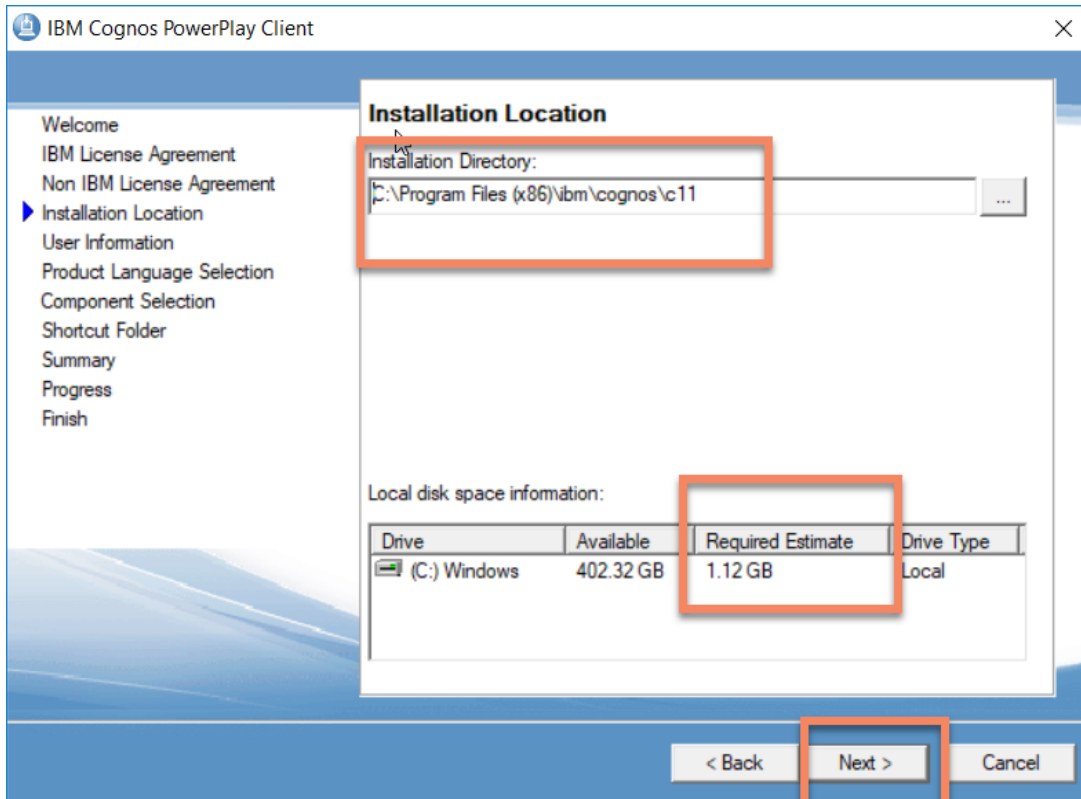 IBM Cognos PowerPlay Client
Welcome
IBM License Agreement
Non IBM License Agreement
Installation Location
User Information
Product Language Selection
Component Selection
Shortcut Folder
Summary
Progress
Finish
Installation Location
Installation Directory:
C:\Program Files (x86)\ibm\cognos\c11
...
Local disk space information:
Drive Available Required Estimate Drive Type
(C:) Windows 402.32 GB 1.12 GB Local
< Back Next > Cancel